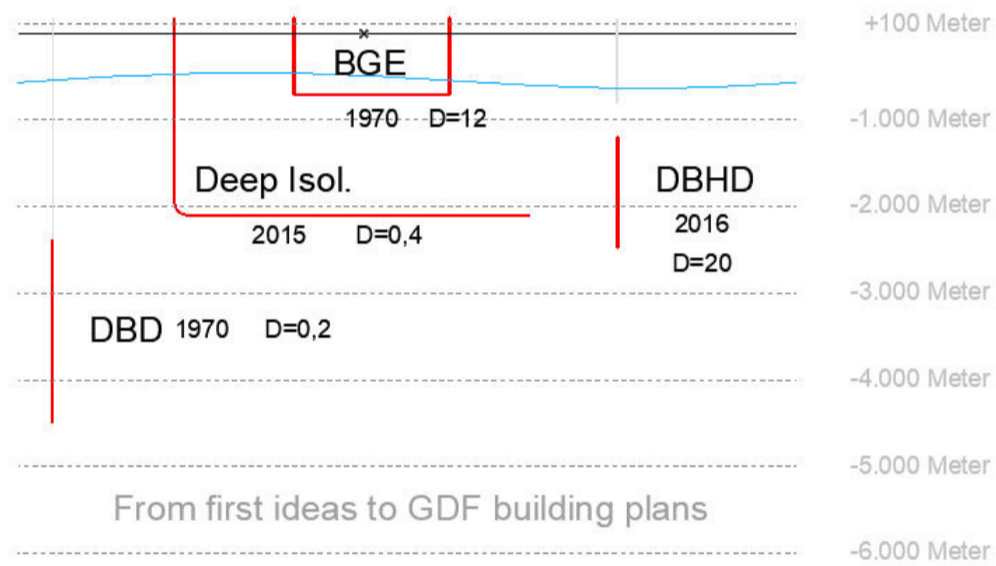 +100 Meter
BGE
1970 D=12
-1.000 Meter
Deep Isol.
DBHD
-2.000 Meter
2016
2015 D=0,4
D=20
-3.000 Meter
DBD 1970 D=0,2
-4.000 Meter
-5.000 Meter
From first ideas to GDF building plans
-6.000 Meter